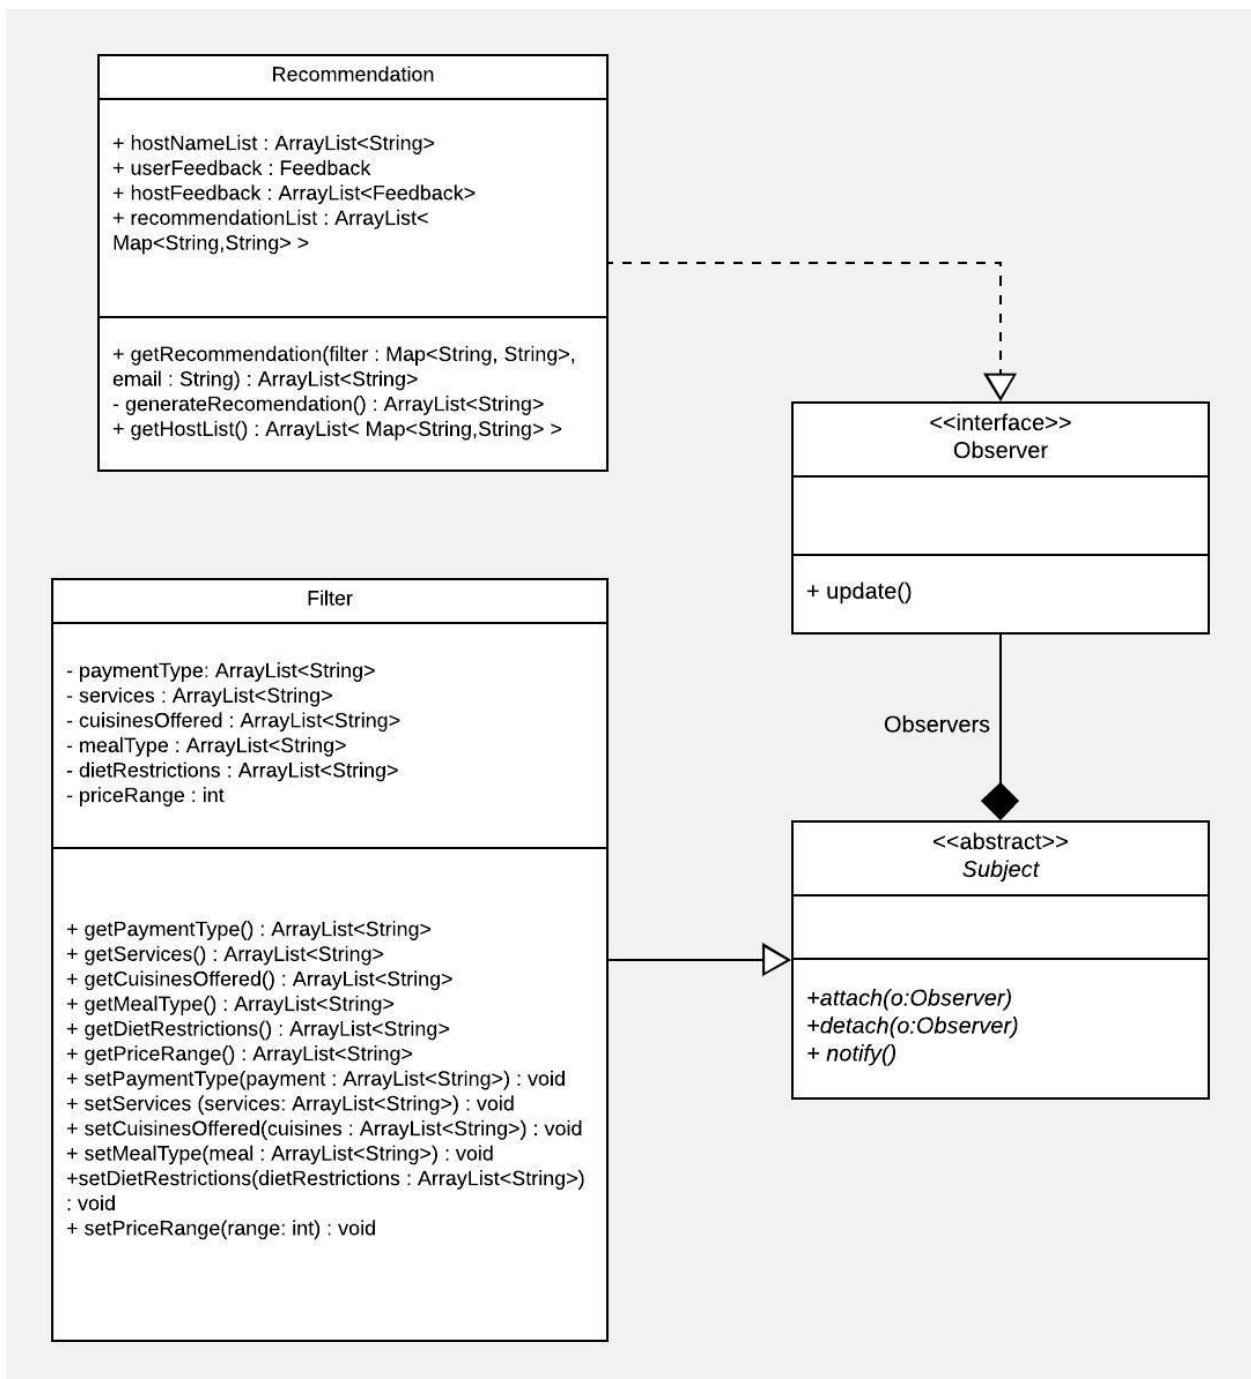 Recommendation
+ hostNameList : ArrayList<String>
+ userFeedback : Feedback
+ hostFeedback : ArrayList<Feedback>
+ recommendationList : ArrayList<
Map<String,String> >
+ getRecommendation(filter : Map<String, String>,
email : String) : ArrayList<String>
- generateRecomendation() : ArrayList<String>
+ getHostList() : ArrayList< Map<String,String> >
<<interface>>
Observer
+ update()
Observers
Filter
- paymentType: ArrayList<String>
- services : ArrayList<String>
- cuisinesOffered : ArrayList<String>
- mealType : ArrayList<String>
- dietRestrictions : ArrayList<String>
- priceRange : int
+ getPaymentType() : ArrayList<String>
+ getServices() : ArrayList<String>
+ getCuisinesOffered() : ArrayList<String>
+ getMealType() : ArrayList<String>
+ getDietRestrictions() : ArrayList<String>
+ getPriceRange() : ArrayList<String>
+ setPaymentType(payment : ArrayList<String>) : void
+ setServices (services: ArrayList<String>) : void
+ setCuisinesOffered(cuisines : ArrayList<String>) : void
+ setMealType(meal : ArrayList<String>) : void
+setDietRestrictions(dietRestrictions : ArrayList<String>)
: void
+ setPriceRange(range: int) : void
<<abstract>>
Subject
+attach(o:Observer)
+detach(o:Observer)
+ notify()